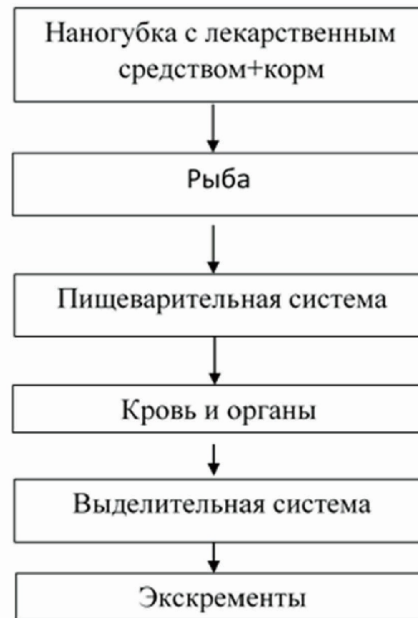 Наногубка с лекарственным
средством+корм
Рыба
Пищеварительная система
Кровь и органы
Выделительная система
Экскременты